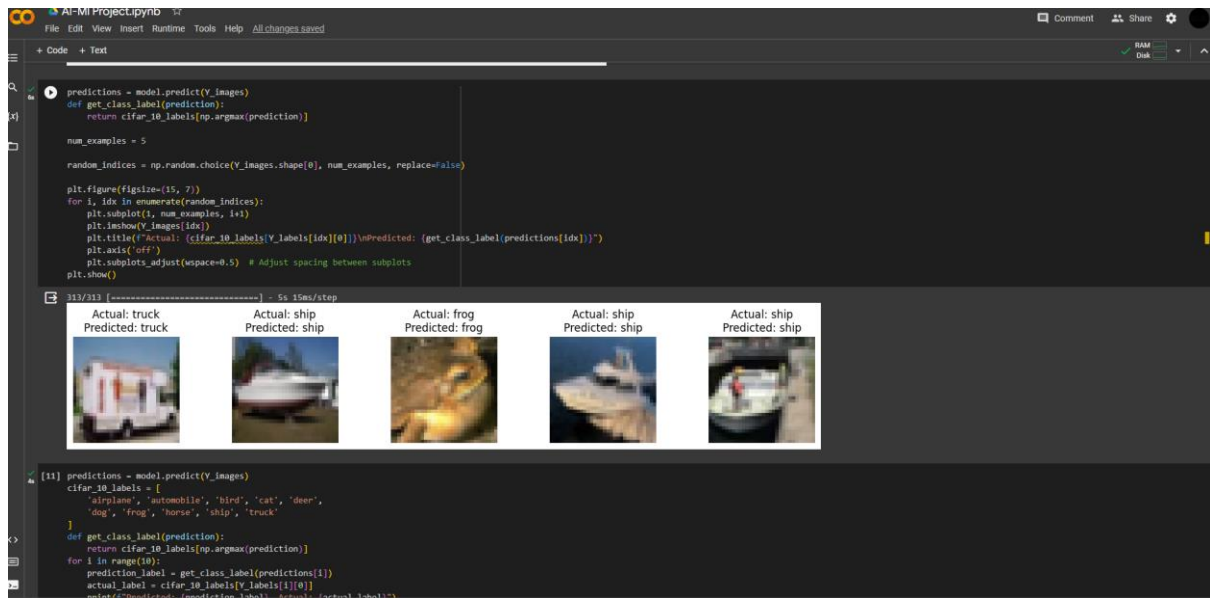 AI-Ml Project.ipynb
Comment
Share
File Edit View Insert Runtime Tools Help All changes saved
+ Code + Text
RAM
Disk
predictions = model.predict(Y_images)
def get_class_label(prediction):
return cifar_10_labels[np.argmax(prediction)]
num_examples = 5
random_indices = np.random.choice(Y_images.shape[0], num_examples, replace=False)
plt.figure(figsize=(15, 7))
for i, idx in enumerate(random_indices):
plt.subplot(1, num_examples, i+1)
plt.imshow(Y_images[idx])
plt.title(f"Actual: {cifar_10_labels[Y_labels[idx][0]]}\nPredicted: {get_class_label(predictions[idx])}")
plt.axis('off')
plt.subplots_adjust(wspace=0.5) # Adjust spacing between subplots
plt.show()
313/313 [==============================] - 5s 15ms/step
Actual: truck
Predicted: truck
Actual: ship
Predicted: ship
Actual: frog
Predicted: frog
Actual: ship
Predicted: ship
Actual: ship
Predicted: ship
[11] predictions = model.predict(Y_images)
cifar_10_labels = [
'airplane', 'automobile', 'bird', 'cat', 'deer',
'dog', 'frog', 'horse', 'ship', 'truck'
]
def get_class_label(prediction):
return cifar_10_labels[np.argmax(prediction)]
for i in range(10):
prediction_label = get_class_label(predictions[i])
actual_label = cifar_10_labels[Y_labels[i][0]]
print(f"Predicted: {prediction_label}, Actual: {actual_label}")